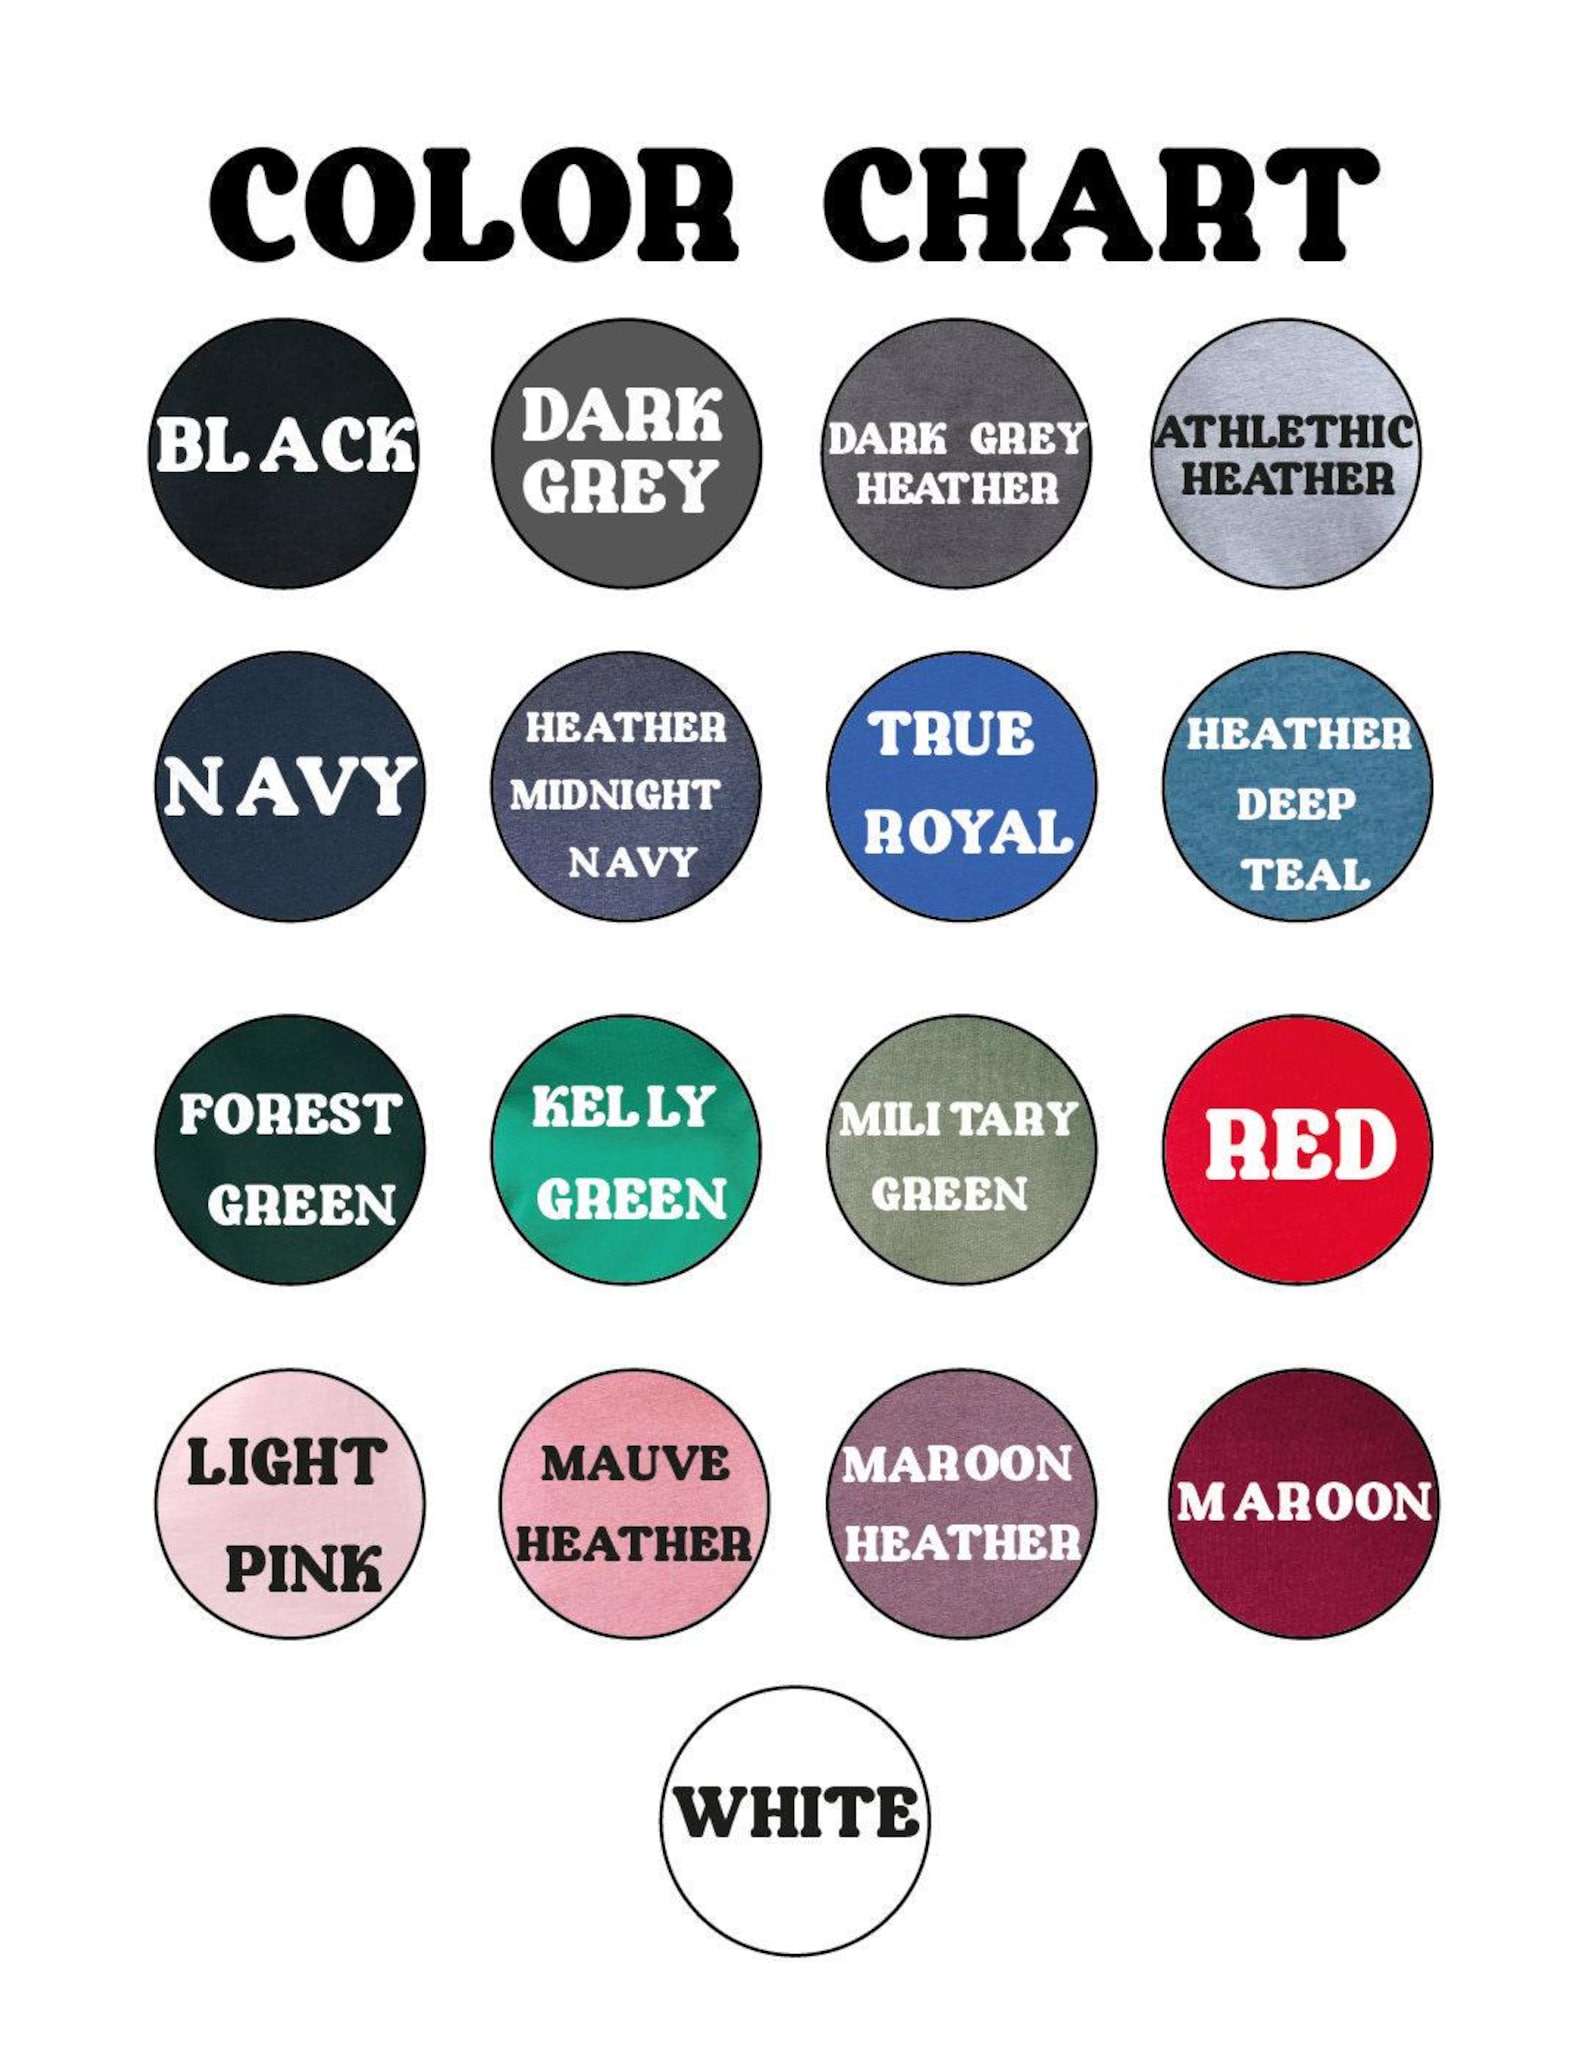 COLOR CHART
BLACK
DARK
GREY
DARK GREY
HEATHER
ATHLETHIC
HEATHER
NAVY
HEATHER
MIDNIGHT
NAVY
TRUE
ROYAL
HEATHER
DEEP
TEAL
FOREST
GREEN
KELLY
GREEN
MILITARY
GREEN
RED
LIGHT
PINK
MAUVE
HEATHER
MAROON
HEATHER
MAROON
WHITE